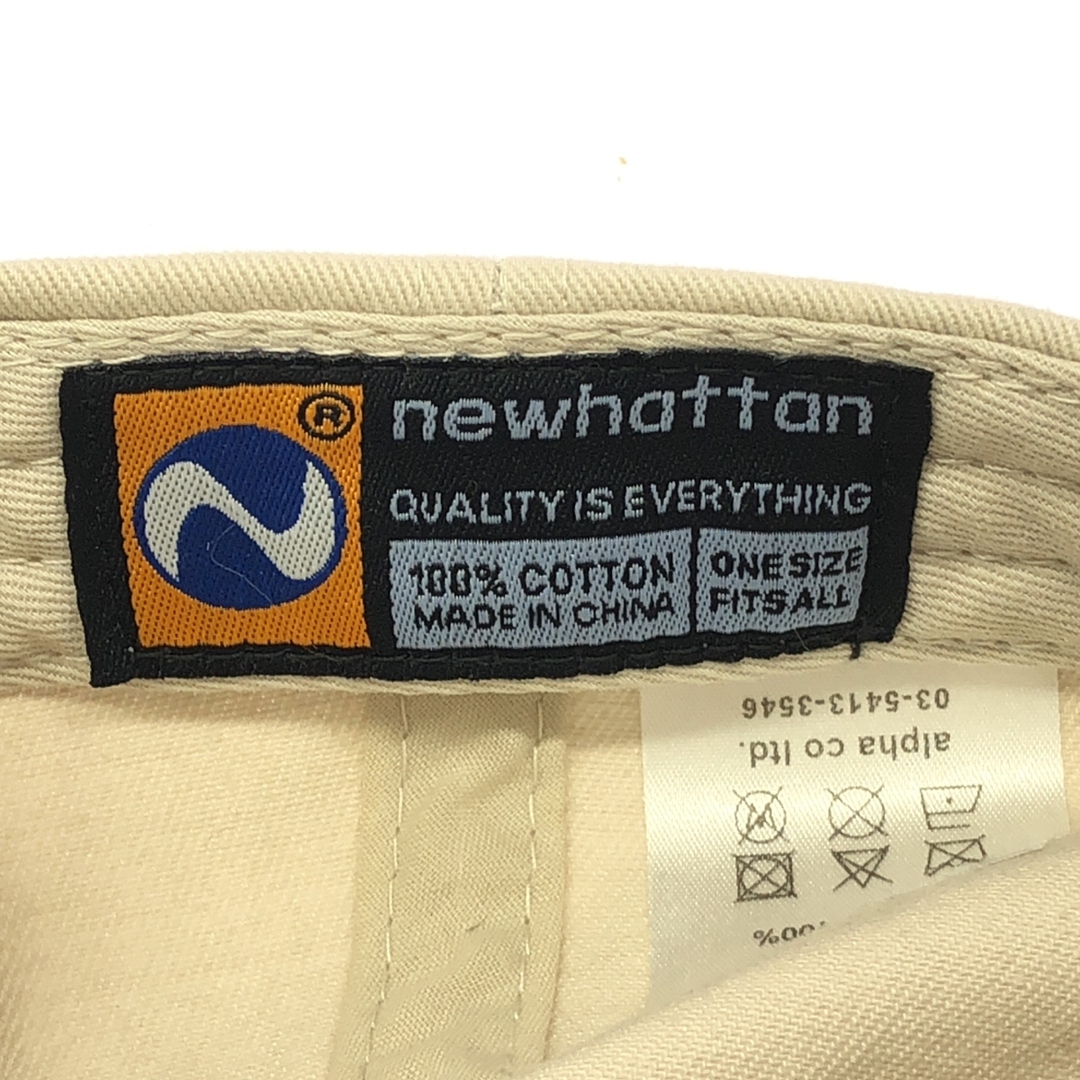 ®
newhattan
QUALITY IS EVERYTHING
100% COTTON
MADE IN CHINA
ONE SIZE
FITS ALL
100%
alpha co ltd.
03-5413-3546